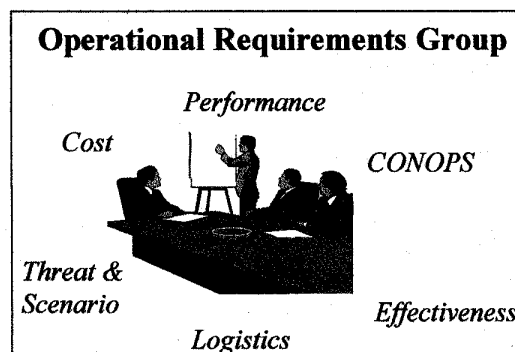 Operational Requirements Group
Performance
Cost
CONOPS
Threat &
Scenario
Effectiveness
Logistics